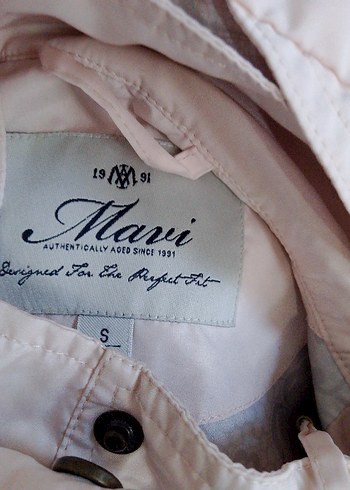 19 91
Mavi
AUTHENTICALLY AGED SINCE 1991
Designed For The Perfect Fit
S